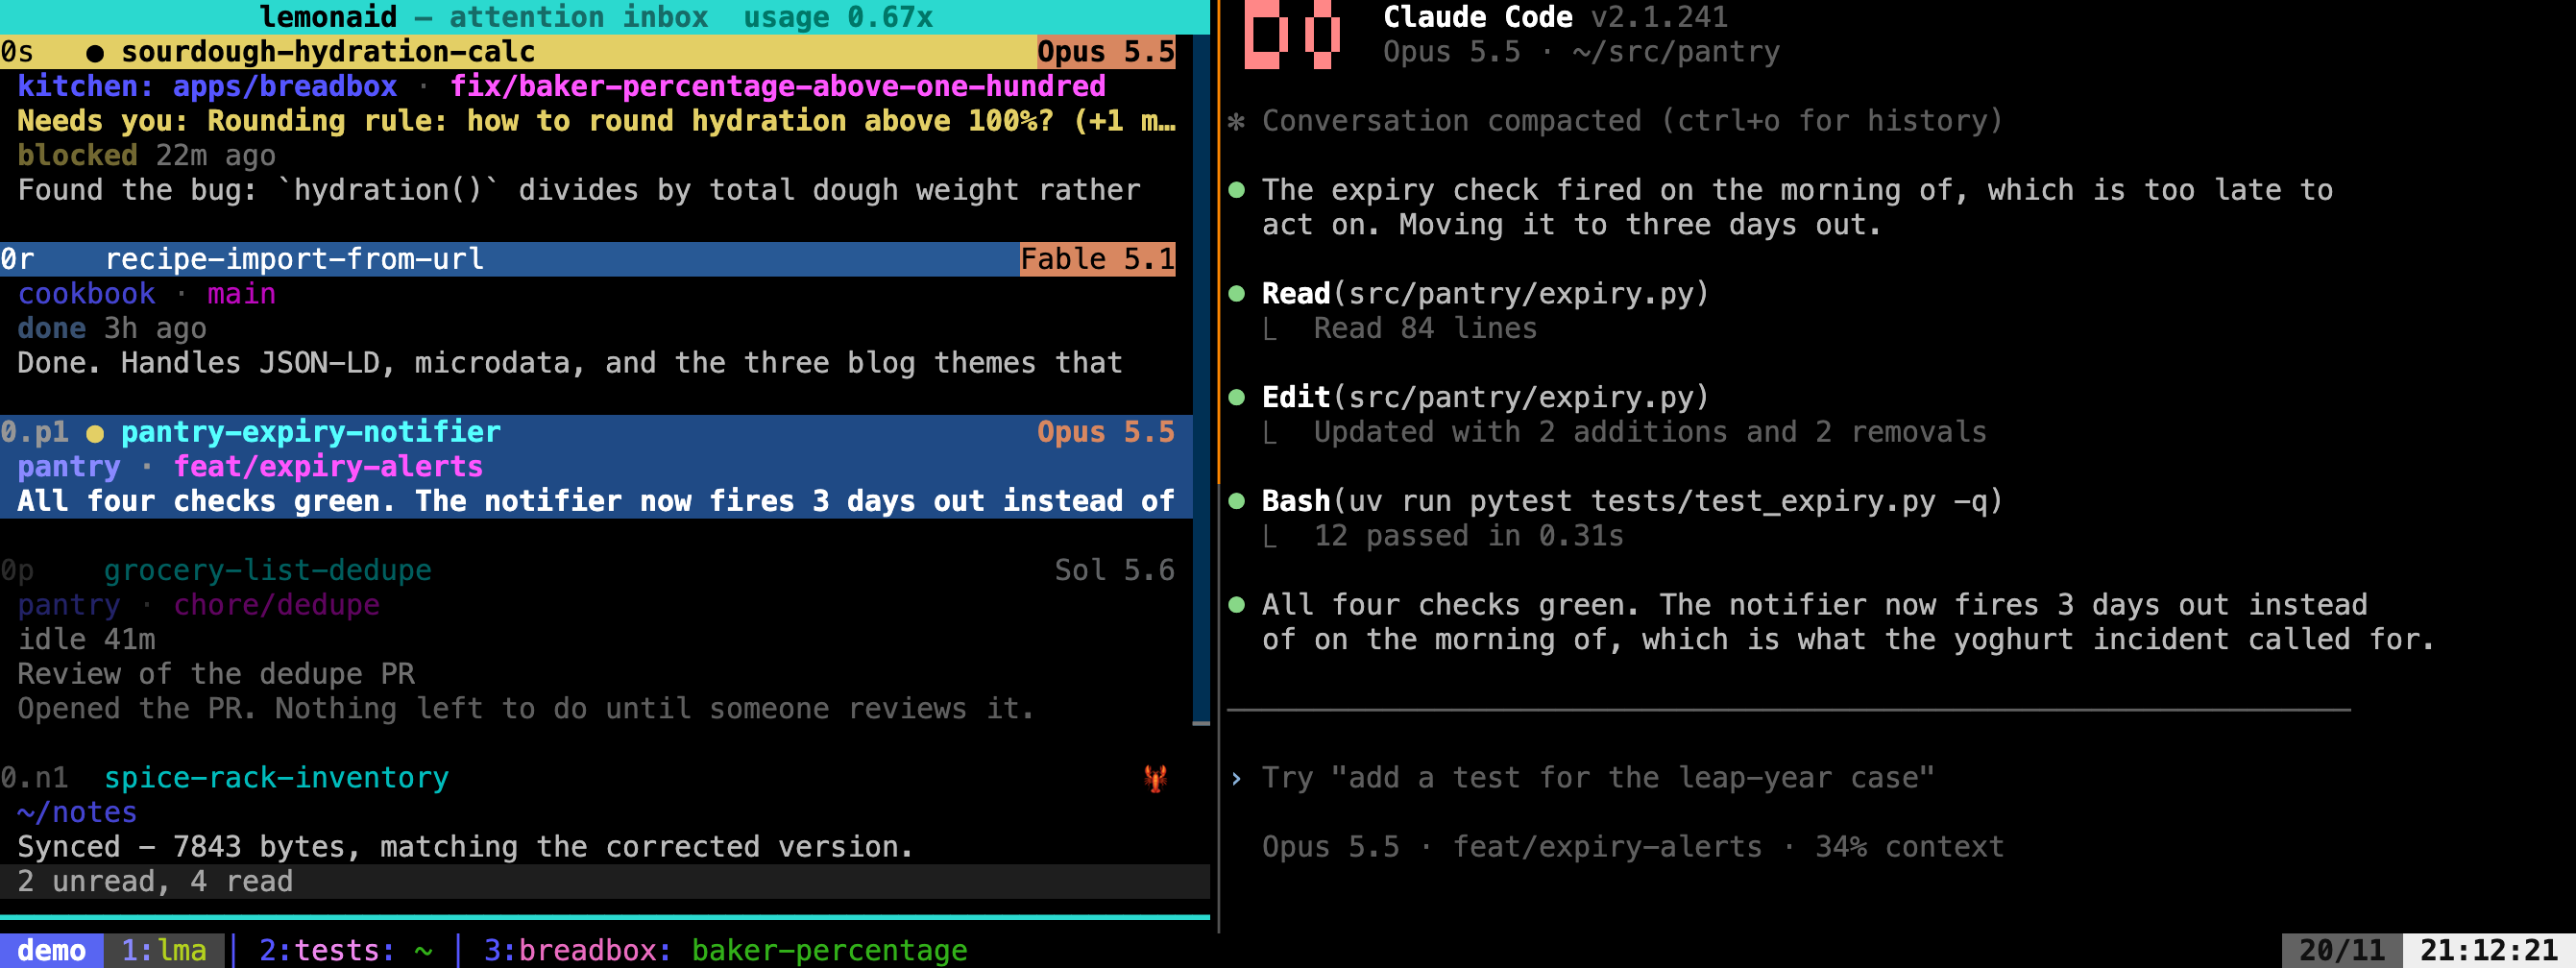 lemonaid — attention inbox  usage 0.67x
0s ● sourdough-hydration-calc Opus 5.5
kitchen: apps/breadbox · fix/baker-percentage-above-one-hundred
Needs you: Rounding rule: how to round hydration above 100%? (+1 m…
blocked 22m ago
Found the bug: `hydration()` divides by total dough weight rather
0r recipe-import-from-url Fable 5.1
cookbook · main
done 3h ago
Done. Handles JSON-LD, microdata, and the three blog themes that
0.p1 ● pantry-expiry-notifier Opus 5.5
pantry · feat/expiry-alerts
All four checks green. The notifier now fires 3 days out instead of
0p grocery-list-dedupe Sol 5.6
pantry · chore/dedupe
idle 41m
Review of the dedupe PR
Opened the PR. Nothing left to do until someone reviews it.
0.n1 spice-rack-inventory
~/notes
Synced — 7843 bytes, matching the corrected version.
2 unread, 4 read
Claude Code v2.1.241
Opus 5.5 · ~/src/pantry
✻ Conversation compacted (ctrl+o for history)
● The expiry check fired on the morning of, which is too late to
act on. Moving it to three days out.
● Read(src/pantry/expiry.py)
⎿ Read 84 lines
● Edit(src/pantry/expiry.py)
⎿ Updated with 2 additions and 2 removals
● Bash(uv run pytest tests/test_expiry.py -q)
⎿ 12 passed in 0.31s
● All four checks green. The notifier now fires 3 days out instead
of on the morning of, which is what the yoghurt incident called for.
› Try "add a test for the leap-year case"
Opus 5.5 · feat/expiry-alerts · 34% context
demo 1:lma │ 2:tests: ~ │ 3:breadbox: baker-percentage 20/11 21:12:21